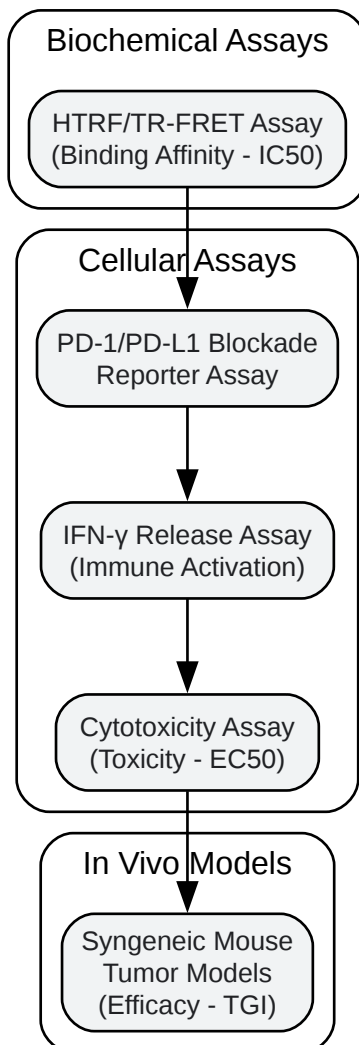 Biochemical Assays
HTRF/TR-FRET Assay
(Binding Affinity - IC50)
Cellular Assays
PD-1/PD-L1 Blockade
Reporter Assay
IFN-γ Release Assay
(Immune Activation)
Cytotoxicity Assay
(Toxicity - EC50)
In Vivo Models
Syngeneic Mouse
Tumor Models
(Efficacy - TGI)